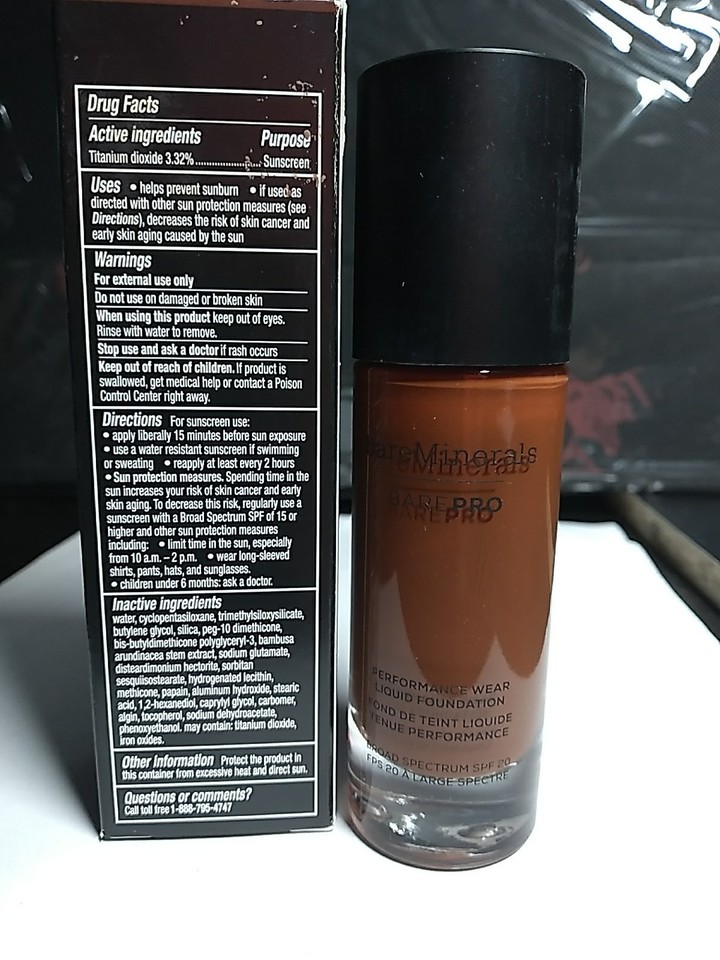 Drug Facts
Active ingredients Purpose
Titanium dioxide 3.32%........................ Sunscreen
Uses • helps prevent sunburn • if used as
directed with other sun protection measures (see
Directions), decreases the risk of skin cancer and
early skin aging caused by the sun
Warnings
For external use only
Do not use on damaged or broken skin
When using this product keep out of eyes.
Rinse with water to remove.
Stop use and ask a doctor if rash occurs
Keep out of reach of children. If product is
swallowed, get medical help or contact a Poison
Control Center right away.
Directions For sunscreen use:
• apply liberally 15 minutes before sun exposure
• use a water resistant sunscreen if swimming
or sweating • reapply at least every 2 hours
• Sun protection measures. Spending time in the
sun increases your risk of skin cancer and early
skin aging. To decrease this risk, regularly use a
sunscreen with a Broad Spectrum SPF of 15 or
higher and other sun protection measures
including: • limit time in the sun, especially
from 10 a.m. – 2 p.m. • wear long-sleeved
shirts, pants, hats, and sunglasses.
• children under 6 months: ask a doctor.
Inactive ingredients
water, cyclopentasiloxane, trimethylsiloxysilicate,
butylene glycol, silica, peg-10 dimethicone,
bis-butyldimethicone polyglyceryl-3, bambusa
arundinacea stem extract, sodium glutamate,
disteardimonium hectorite, sorbitan
sesquiisostearate, hydrogenated lecithin,
methicone, papain, aluminum hydroxide, stearic
acid, 1,2-hexanediol, caprylyl glycol, carbomer,
algin, tocopherol, sodium dehydroacetate,
phenoxyethanol. may contain: titanium dioxide,
iron oxides.
Other Information Protect the product in
this container from excessive heat and direct sun.
Questions or comments?
Call toll free 1-888-795-4747
bareMinerals
BAREPRO
PERFORMANCE WEAR
LIQUID FOUNDATION
FOND DE TEINT LIQUIDE
TENUE PERFORMANCE
BROAD SPECTRUM SPF 20
FPS 20 À LARGE SPECTRE